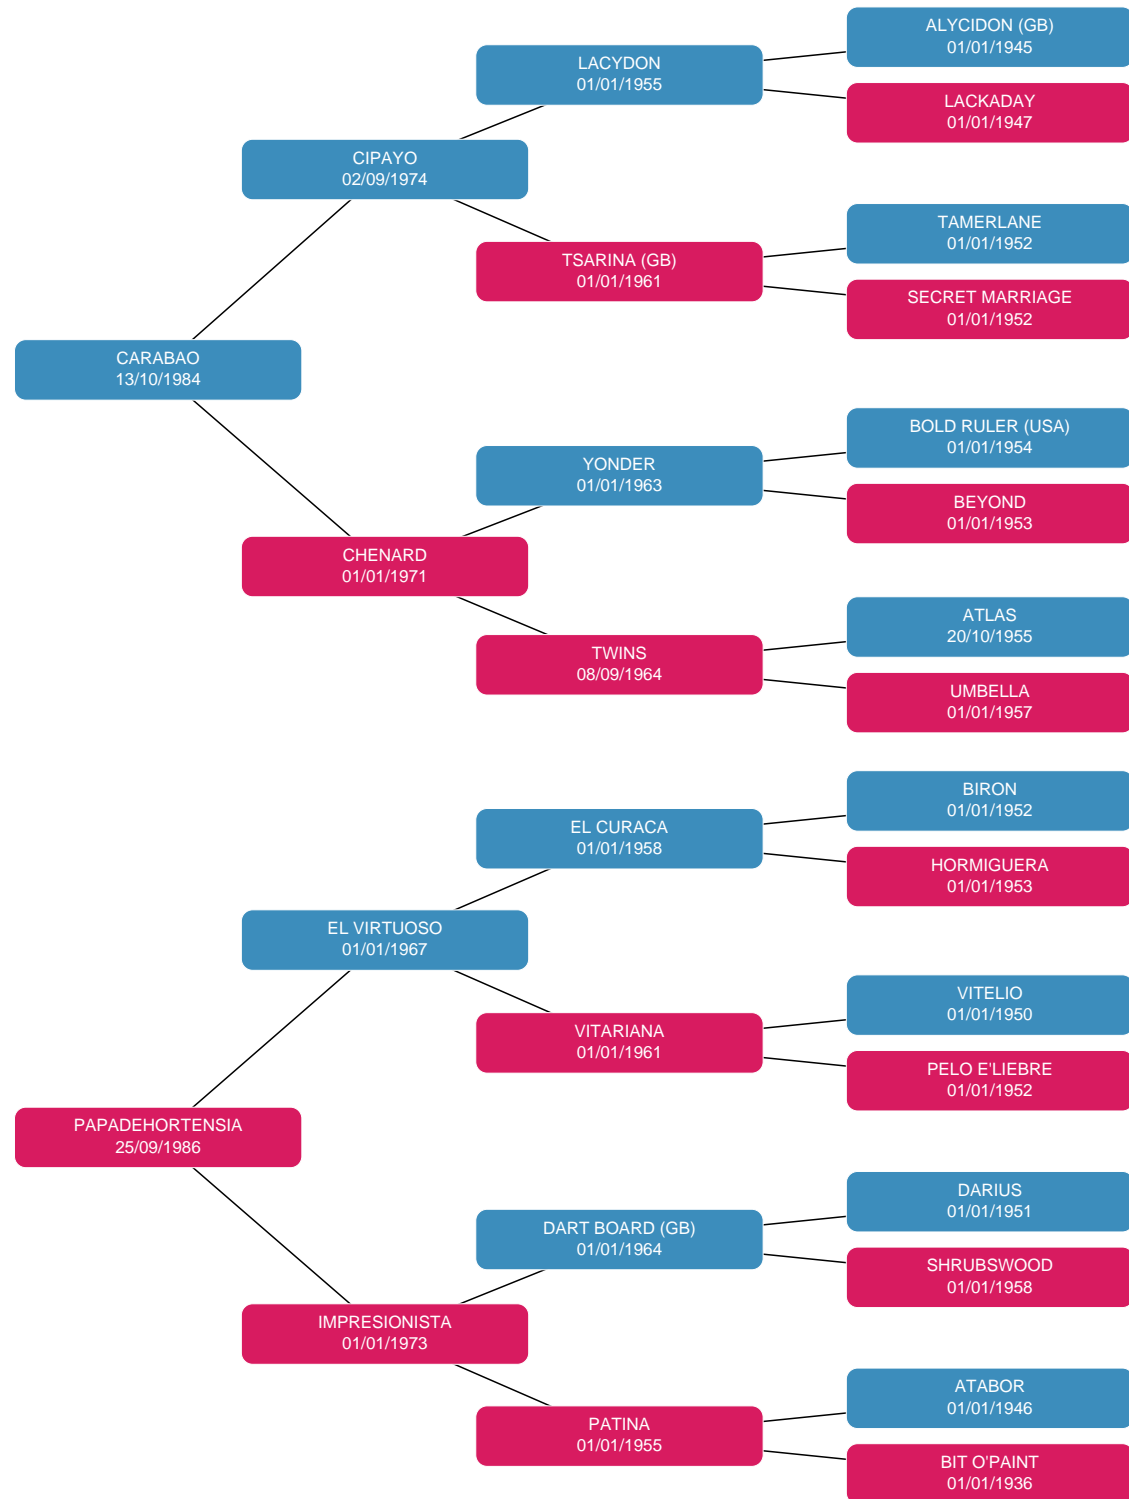 ALYCIDON (GB)
01/01/1945
LACYDON
01/01/1955
LACKADAY
01/01/1947
CIPAYO
02/09/1974
TAMERLANE
01/01/1952
TSARINA (GB)
01/01/1961
SECRET MARRIAGE
01/01/1952
CARABAO
13/10/1984
BOLD RULER (USA)
01/01/1954
YONDER
01/01/1963
BEYOND
01/01/1953
CHENARD
01/01/1971
ATLAS
20/10/1955
TWINS
08/09/1964
UMBELLA
01/01/1957
BIRON
01/01/1952
EL CURACA
01/01/1958
HORMIGUERA
01/01/1953
EL VIRTUOSO
01/01/1967
VITELIO
01/01/1950
VITARIANA
01/01/1961
PELO E'LIEBRE
01/01/1952
PAPADEHORTENSIA
25/09/1986
DARIUS
01/01/1951
DART BOARD (GB)
01/01/1964
SHRUBSWOOD
01/01/1958
IMPRESIONISTA
01/01/1973
ATABOR
01/01/1946
PATINA
01/01/1955
BIT O'PAINT
01/01/1936